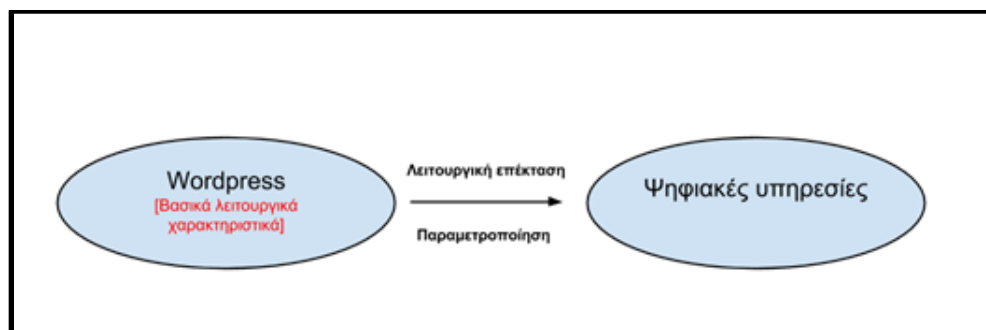 Wordpress
[Βασικά λειτουργικά
χαρακτηριστικά]
Λειτουργική επέκταση
Παραμετροποίηση
Ψηφιακές υπηρεσίες